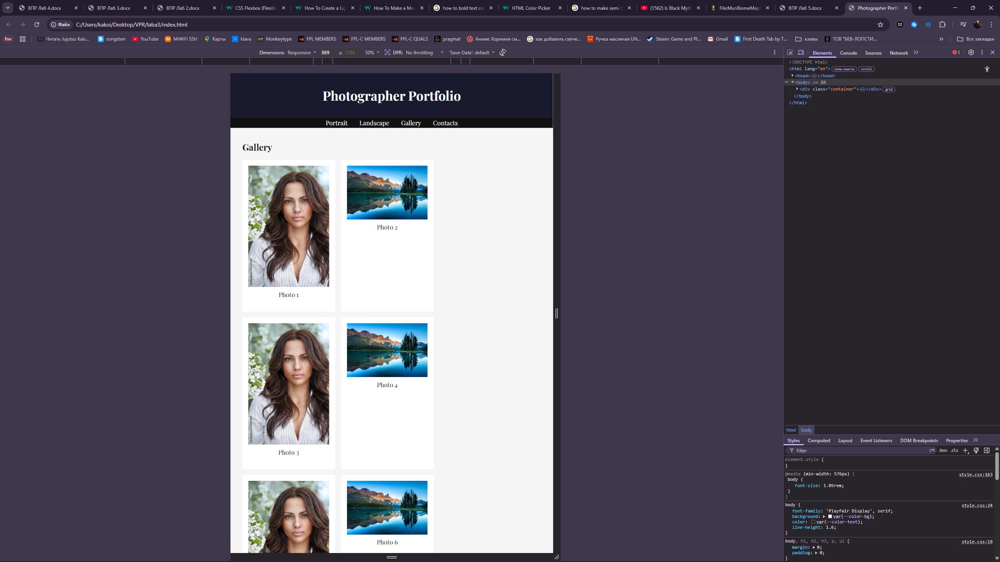 ВПР Лаб 4.docx
ВПР Лаб 3.docx
ВПР Лаб 2.docx
CSS Flexbox (Flexibl
How To Create a Lig
How To Make a Mo
how to bold text css
HTML Color Picker
how to make semi t
(1562) Is Black Myth
File:MunBiomeMap
ВПР Лаб 5.docx
Photographer Portfo
Файл
C:/Users/kakoi/Desktop/VPR/laba3/index.html
fnv
Читать Jujutsu Kais...
songsterr
YouTube
MiWiFi SSH
Карты
klava
mt Monkeytype
FPL MEMBERS
FPL-C MEMBERS
FPL-C QUALS
pragmat
Аниме Хоримия см...
как добавить свече...
Ручка масляная UN...
Steam: Game and Pl...
Gmail
First Death Tab by T...
клавы
ТОВ "БЕВ-ЛОГІСТИ...
Все закладки
Dimensions: Responsive 869 x 1294 50% DPR: No throttling 'Save-Data': default
Photographer Portfolio
Portrait Landscape Gallery Contacts
Gallery
Photo 1
Photo 2
Photo 3
Photo 4
Photo 6
Elements Console Sources Network 1
<!DOCTYPE html>
<html lang="en"> view-source scroll
<head> </head>
<body> == $0
<div class="container"> </div> grid
</body>
</html>
html body
Styles Computed Layout Event Listeners DOM Breakpoints Properties
Filter :hov .cls
element.style {
}
@media (min-width: 576px) { style.css:163
body {
font-size: 1.05rem;
}
}
body { style.css:24
font-family: 'Playfair Display', serif;
background: var(--color-bg);
color: var(--color-text);
line-height: 1.6;
}
body, h1, h2, h3, p, ul { style.css:18
margin: 0;
padding: 0;
}